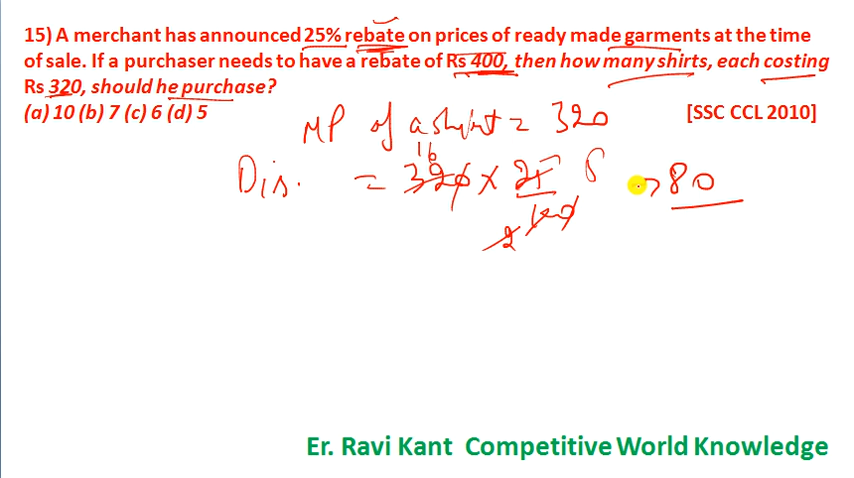 15) A merchant has announced 25% rebate on prices of ready made garments at the time
of sale. If a purchaser needs to have a rebate of Rs 400, then how many shirts, each costing
Rs 320, should he purchase?
(a) 10 (b) 7 (c) 6 (d) 5 [SSC CCL 2010]
MP of a shirt = 320
16
Dis. = 320 × 25 80
100
2
Er. Ravi Kant Competitive World Knowledge